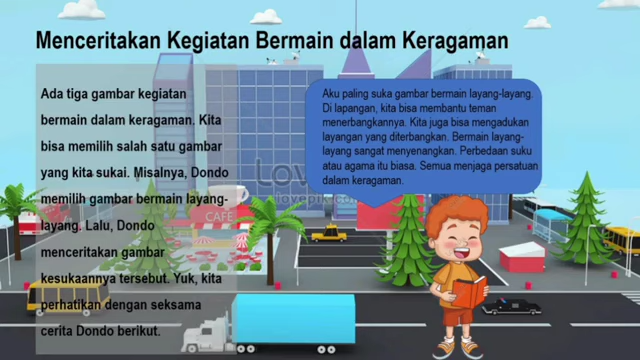 Menceritakan Kegiatan Bermain dalam Keragaman
Ada tiga gambar kegiatan
bermain dalam keragaman. Kita
bisa memilih salah satu gambar
yang kita sukai. Misalnya, Dondo
memilih gambar bermain layang-
layang. Lalu, Dondo
menceritakan gambar
kesukaannya tersebut. Yuk, kita
perhatikan dengan seksama
cerita Dondo berikut.
Aku paling suka gambar bermain layang-layang.
Di lapangan, kita bisa membantu teman
menerbangkannya. Kita juga bisa mengadukan
layangan yang diterbangkan. Bermain layang-
layang sangat menyenangkan. Perbedaan suku
atau agama itu biasa. Semua menjaga persatuan
dalam keragaman.
CAFE